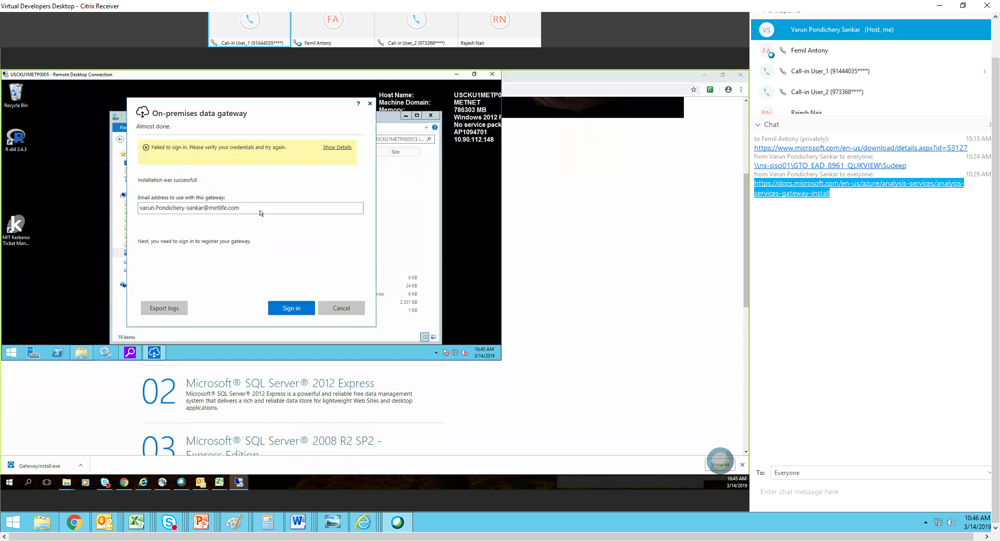 Virtual Developers Desktop - Citrix Receiver
FA
RN
Call-in User_1 (91444035****)
Femil Antony
Call-in User_2 (973368****)
Rajesh Nair
VS
Varun Pondichery Sankar (Host, me)
FA
Femil Antony
Call-in User_1 (91444035****)
Call-in User_2 (973368****)
RN
Rajesh Nair
Chat
to Femil Antony (privately):
10:15 AM
https://www.microsoft.com/en-us/download/details.aspx?id=53127
from Varun Pondichery Sankar to everyone:
10:24 AM
\\ns-sisci01\GTO_EAD_8961_QLIKVIEW\Sudeep
from Varun Pondichery Sankar to everyone:
10:29 AM
https://docs.microsoft.com/en-us/azure/analysis-services/analysis-
services-gateway-install
To:
Everyone
Enter chat message here
USCKU1METP0005 - Remote Desktop Connection
Recycle Bin
R x64 3.4.3
MIT Kerberos
Ticket Man...
Host Name:
USCKU1METP0
Machine Domain:
METNET
Memory:
786303 MB
Windows 2012 F
No service pack
AP1094701
10.90.112.148
File
On-premises data gateway
? 
Almost done.
Failed to sign in. Please verify your credentials and try again.
Show Details
Installation was successful!
Email address to use with this gateway:
varun.Pondichery-sankar@metlife.com
Next, you need to sign in to register your gateway.
Export logs
Sign in
Cancel
SCKU1METP0005C$ (...
Size
0 KB
24 KB
ries
6 KB
2,531 KB
1 KB
19 items
10:45 AM
3/14/2019
02
Microsoft® SQL Server® 2012 Express
Microsoft® SQL Server® 2012 Express is a powerful and reliable free data management
system that delivers a rich and reliable data store for lightweight Web Sites and desktop
applications.
03
Microsoft® SQL Server® 2008 R2 SP2 -
Express Edition
GatewayInstall.exe
Show all
10:45 AM
3/14/2019
10:46 AM
3/14/2019